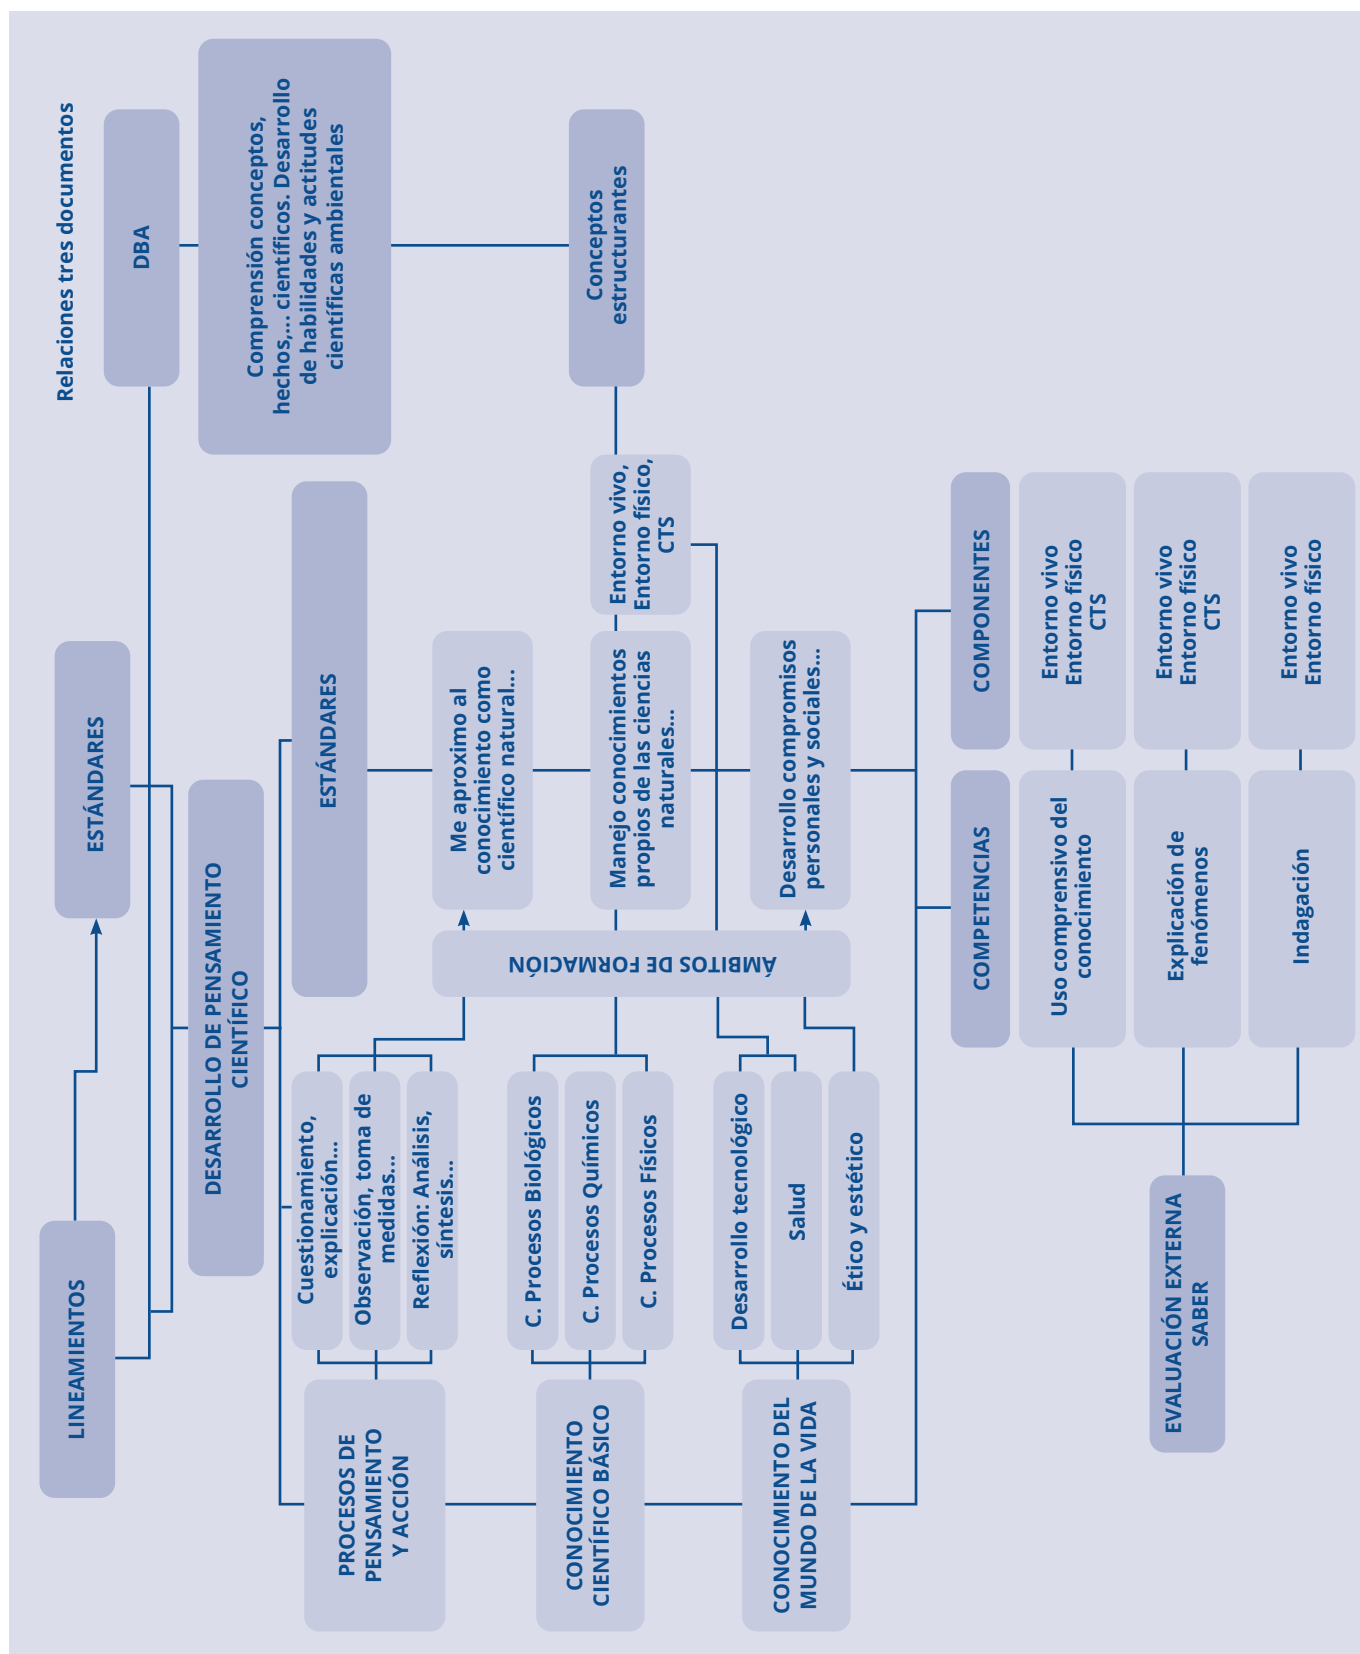 Relaciones tres documentos
LINEAMIENTOS
ESTÁNDARES
DBA
DESARROLLO DE PENSAMIENTO
CIENTÍFICO
Comprensión conceptos,
hechos,... científicos. Desarrollo
de habilidades y actitudes
científicas ambientales
ESTÁNDARES
PROCESOS DE
PENSAMIENTO
Y ACCIÓN
Cuestionamiento,
explicación...
Observación, toma de
medidas...
Reflexión: Análisis,
síntesis...
ÁMBITOS DE FORMACIÓN
Me aproximo al
conocimiento como
científico natural...
CONOCIMIENTO
CIENTÍFICO BÁSICO
C. Procesos Biológicos
C. Procesos Químicos
C. Procesos Físicos
Manejo conocimientos
propios de las ciencias
naturales...
Entorno vivo,
Entorno físico,
CTS
Conceptos
estructurantes
CONOCIMIENTO DEL
MUNDO DE LA VIDA
Desarrollo tecnológico
Salud
Ético y estético
Desarrollo compromisos
personales y sociales...
COMPETENCIAS
COMPONENTES
Uso comprensivo del
conocimiento
Entorno vivo
Entorno físico
CTS
EVALUACIÓN EXTERNA
SABER
Explicación de
fenómenos
Entorno vivo
Entorno físico
CTS
Indagación
Entorno vivo
Entorno físico